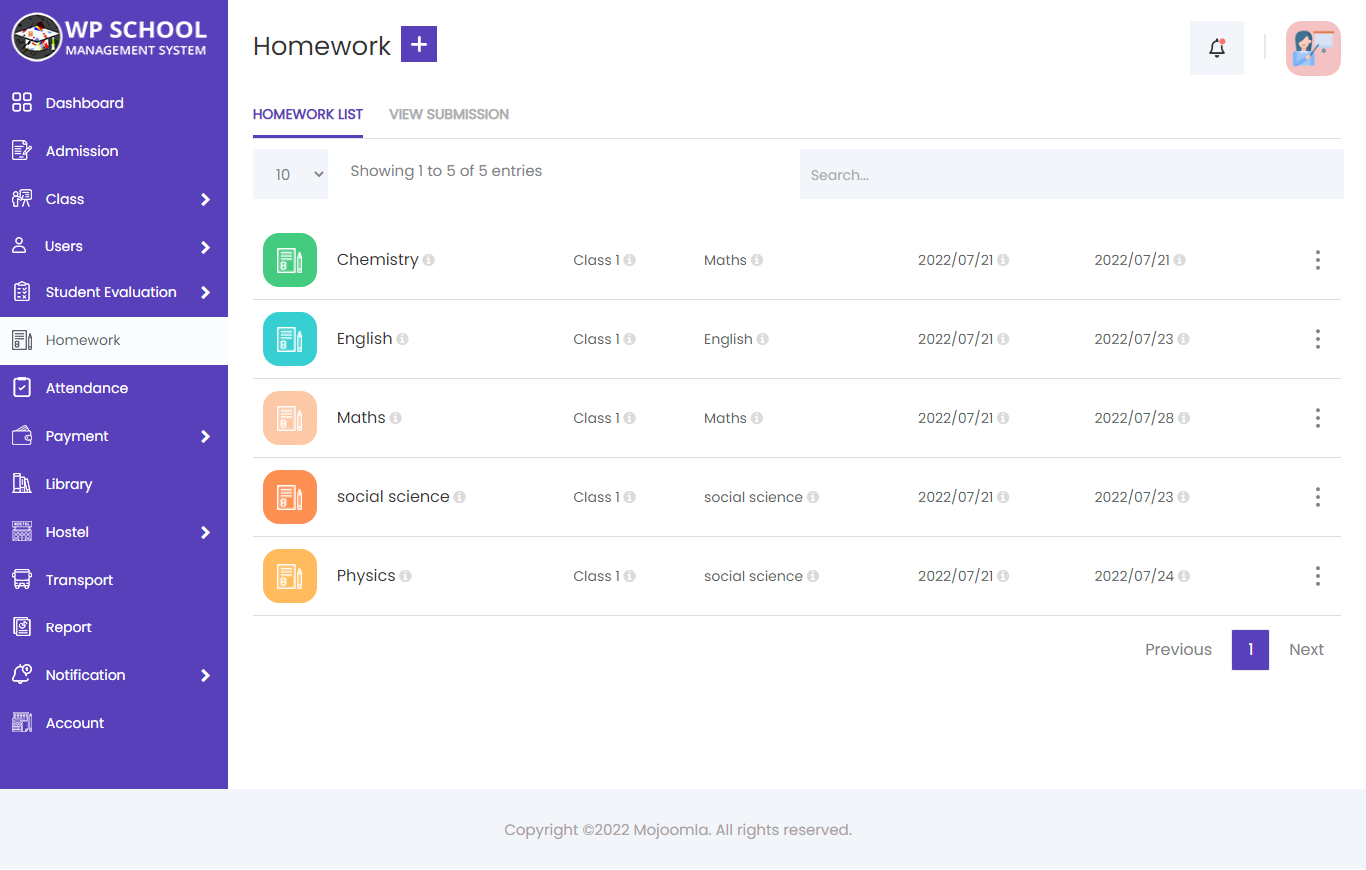 WP SCHOOL
MANAGEMENT SYSTEM
Dashboard
Admission
Class
Users
Student Evaluation
Homework
Attendance
Payment
Library
Hostel
Transport
Report
Notification
Account
Homework +
HOMEWORK LIST VIEW SUBMISSION
10 Showing 1 to 5 of 5 entries Search...
Chemistry Class 1 Maths 2022/07/21 2022/07/21
English Class 1 English 2022/07/21 2022/07/23
Maths Class 1 Maths 2022/07/21 2022/07/28
social science Class 1 social science 2022/07/21 2022/07/23
Physics Class 1 social science 2022/07/21 2022/07/24
Previous 1 Next
Copyright ©2022 Mojoomla. All rights reserved.